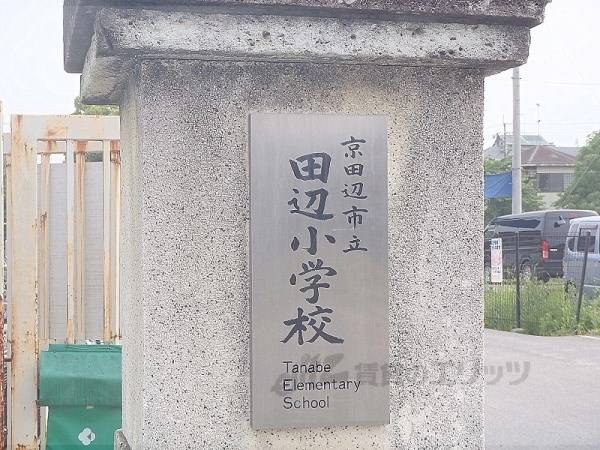 京田辺市立
田辺小学校
Tanabe
Elementary
School
賃貸のエリッツ